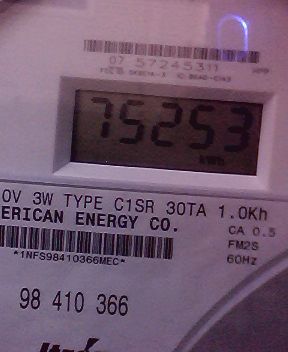 07 57245311
75253
kWh
0V 3W TYPE C1SR 30TA 1.0Kh
ERICAN ENERGY CO.
CA 0.5
FM2S
60Hz
*1NFS98410366MEC*
98 410 366